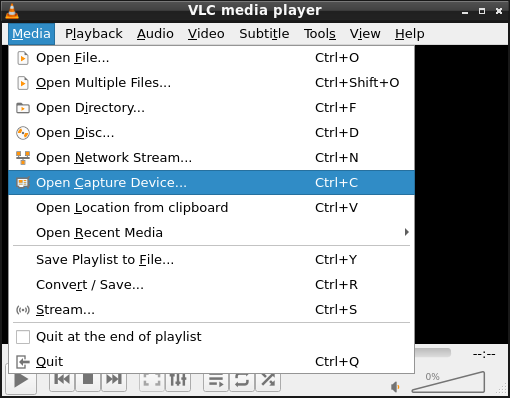 VLC media player
Media Playback Audio Video Subtitle Tools View Help
Open File... Ctrl+O
Open Multiple Files... Ctrl+Shift+O
Open Directory... Ctrl+F
Open Disc... Ctrl+D
Open Network Stream... Ctrl+N
Open Capture Device... Ctrl+C
Open Location from clipboard Ctrl+V
Open Recent Media
Save Playlist to File... Ctrl+Y
Convert / Save... Ctrl+R
Stream... Ctrl+S
Quit at the end of playlist
Quit Ctrl+Q
--:--
0%